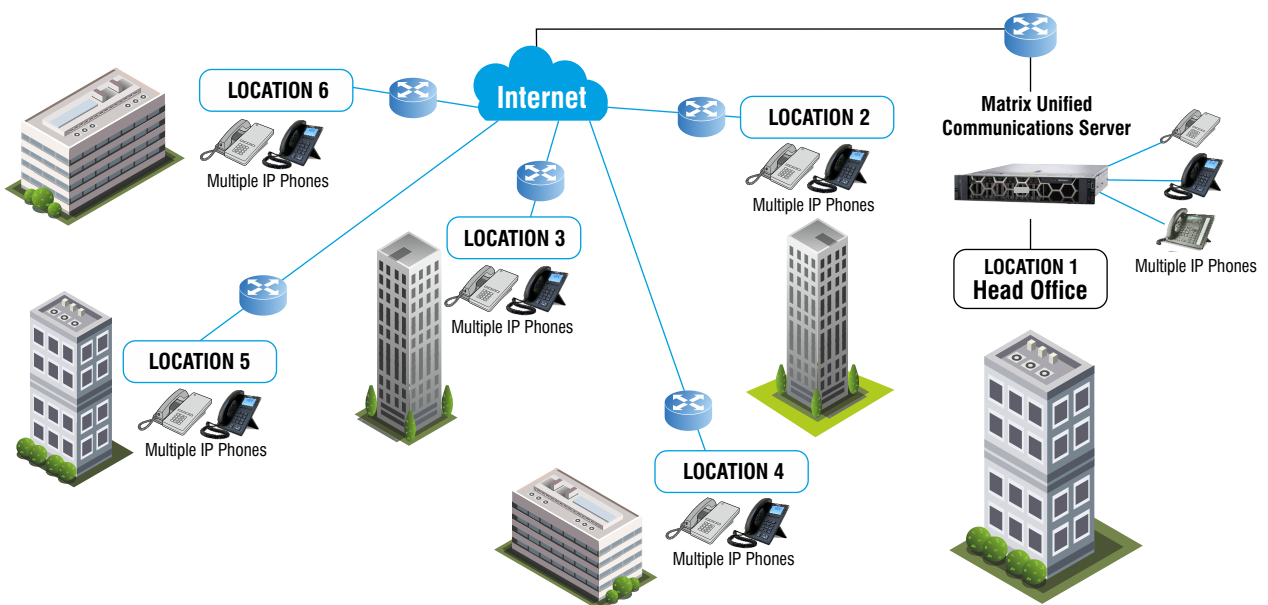 LOCATION 6
Multiple IP Phones
Internet
LOCATION 2
Multiple IP Phones
Matrix Unified
Communications Server
LOCATION 1
Head Office
Multiple IP Phones
LOCATION 3
Multiple IP Phones
LOCATION 5
Multiple IP Phones
LOCATION 4
Multiple IP Phones